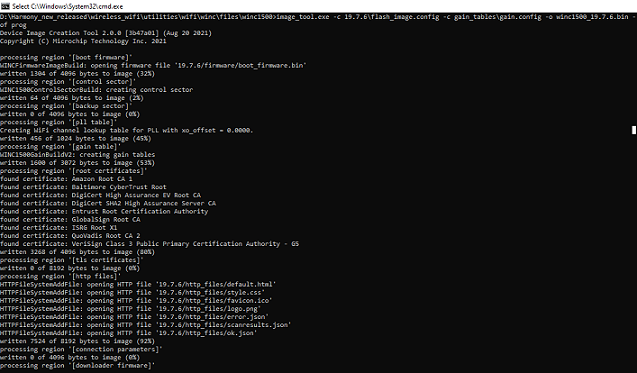 Select C:\Windows\System32\cmd.exe
D:\Harmony_new_released\wireless_wifi\utilities\wifi\winc\files\winc1500>image_tool.exe -c 19.7.6\flash_image.config -c gain_tables\gain.config -o winc1500_19.7.6.bin -
of prog
Device Image Creation Tool 2.0.0 [3b47a01] (Aug 20 2021)
Copyright (C) Microchip Technology Inc. 2021
processing region '[boot firmware]'
WINCFirmwareImageBuild: opening firmware file '19.7.6/firmware/boot_firmware.bin'
written 1304 of 4096 bytes to image (32%)
processing region '[control sector]'
WINC1500ControlSectorBuild: creating control sector
written 64 of 4096 bytes to image (2%)
processing region '[backup sector]'
written 0 of 4096 bytes to image (0%)
processing region '[pll table]'
Creating WiFi channel lookup table for PLL with xo_offset = 0.0000.
written 456 of 1024 bytes to image (45%)
processing region '[gain table]'
WINC1500GainBuildV2: creating gain tables
written 1600 of 3072 bytes to image (53%)
processing region '[root certificates]'
found certificate: Amazon Root CA 1
found certificate: Baltimore CyberTrust Root
found certificate: DigiCert High Assurance EV Root CA
found certificate: DigiCert SHA2 High Assurance Server CA
found certificate: Entrust Root Certification Authority
found certificate: GlobalSign Root CA
found certificate: ISRG Root X1
found certificate: QuoVadis Root CA 2
found certificate: VeriSign Class 3 Public Primary Certification Authority - G5
written 3268 of 4096 bytes to image (80%)
processing region '[tls certificates]'
written 0 of 8192 bytes to image (0%)
processing region '[http files]'
HTTPFileSystemAddFile: opening HTTP file '19.7.6/http_files/default.html'
HTTPFileSystemAddFile: opening HTTP file '19.7.6/http_files/style.css'
HTTPFileSystemAddFile: opening HTTP file '19.7.6/http_files/favicon.ico'
HTTPFileSystemAddFile: opening HTTP file '19.7.6/http_files/logo.png'
HTTPFileSystemAddFile: opening HTTP file '19.7.6/http_files/error.json'
HTTPFileSystemAddFile: opening HTTP file '19.7.6/http_files/scanresults.json'
HTTPFileSystemAddFile: opening HTTP file '19.7.6/http_files/ok.json'
written 7524 of 8192 bytes to image (92%)
processing region '[connection parameters]'
written 0 of 4096 bytes to image (0%)
processing region '[downloader firmware]'